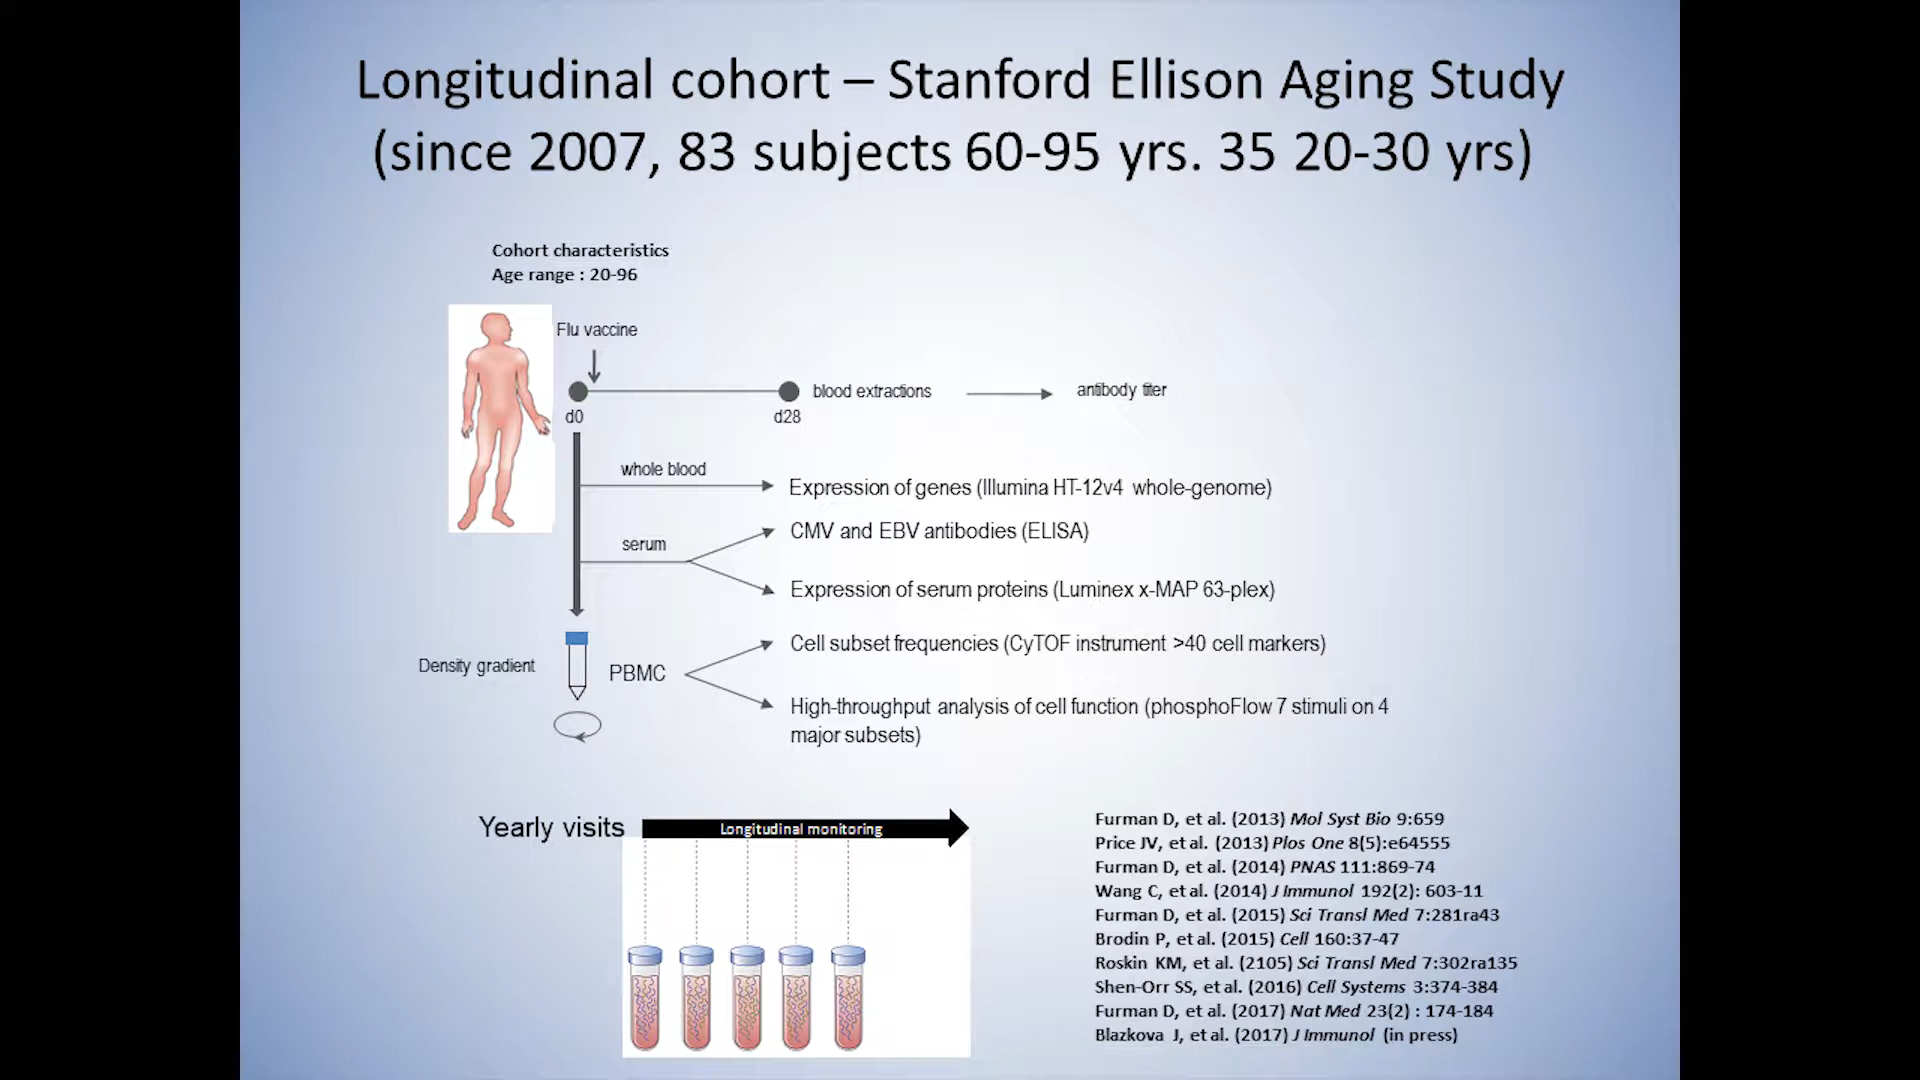 Longitudinal cohort – Stanford Ellison Aging Study
(since 2007, 83 subjects 60-95 yrs. 35 20-30 yrs)
Cohort characteristics
Age range : 20-96
Flu vaccine
blood extractions
antibody titer
d0
d28
whole blood
Expression of genes (Illumina HT-12v4 whole-genome)
CMV and EBV antibodies (ELISA)
serum
Expression of serum proteins (Luminex x-MAP 63-plex)
Cell subset frequencies (CyTOF instrument >40 cell markers)
Density gradient
PBMC
High-throughput analysis of cell function (phosphoFlow 7 stimuli on 4
major subsets)
Yearly visits
Longitudinal monitoring
Furman D, et al. (2013) Mol Syst Bio 9:659
Price JV, et al. (2013) Plos One 8(5):e64555
Furman D, et al. (2014) PNAS 111:869-74
Wang C, et al. (2014) J Immunol 192(2): 603-11
Furman D, et al. (2015) Sci Transl Med 7:281ra43
Brodin P, et al. (2015) Cell 160:37-47
Roskin KM, et al. (2105) Sci Transl Med 7:302ra135
Shen-Orr SS, et al. (2016) Cell Systems 3:374-384
Furman D, et al. (2017) Nat Med 23(2) : 174-184
Blazkova J, et al. (2017) J Immunol (in press)